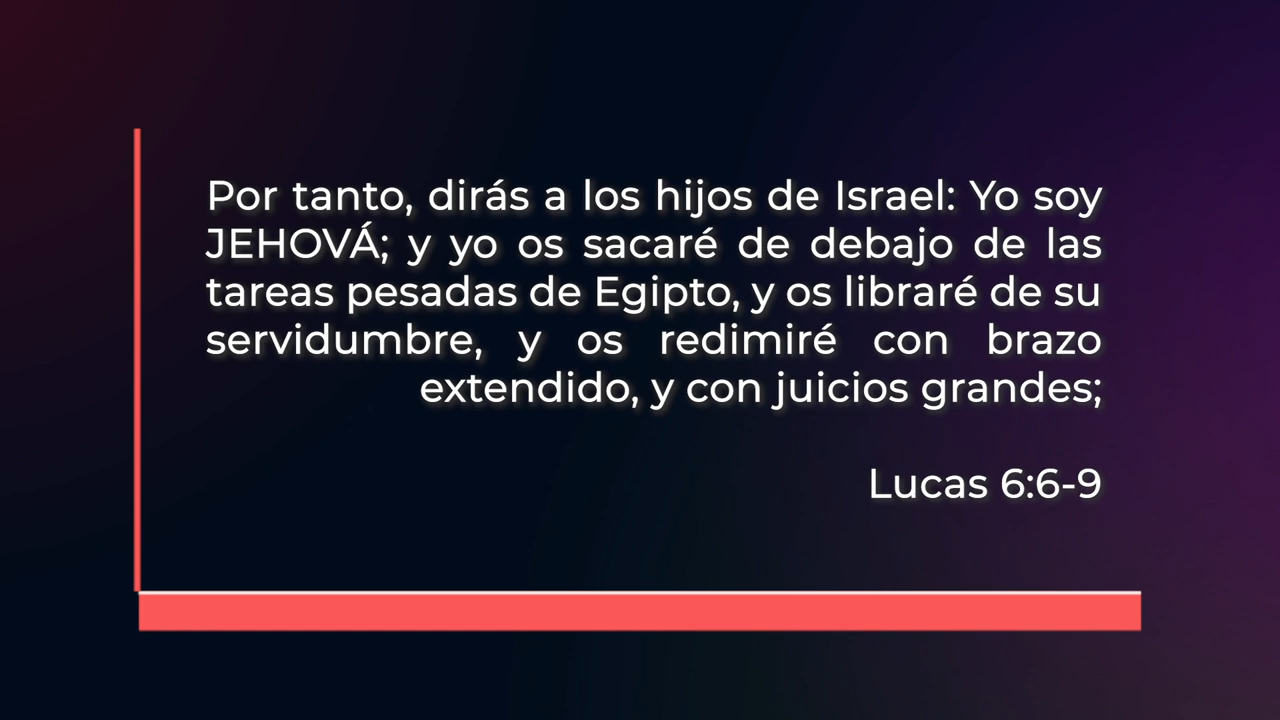 Por tanto, dirás a los hijos de Israel: Yo soy
JEHOVÁ; y yo os sacaré de debajo de las
tareas pesadas de Egipto, y os libraré de su
servidumbre, y os redimiré con brazo
extendido, y con juicios grandes;
Lucas 6:6-9